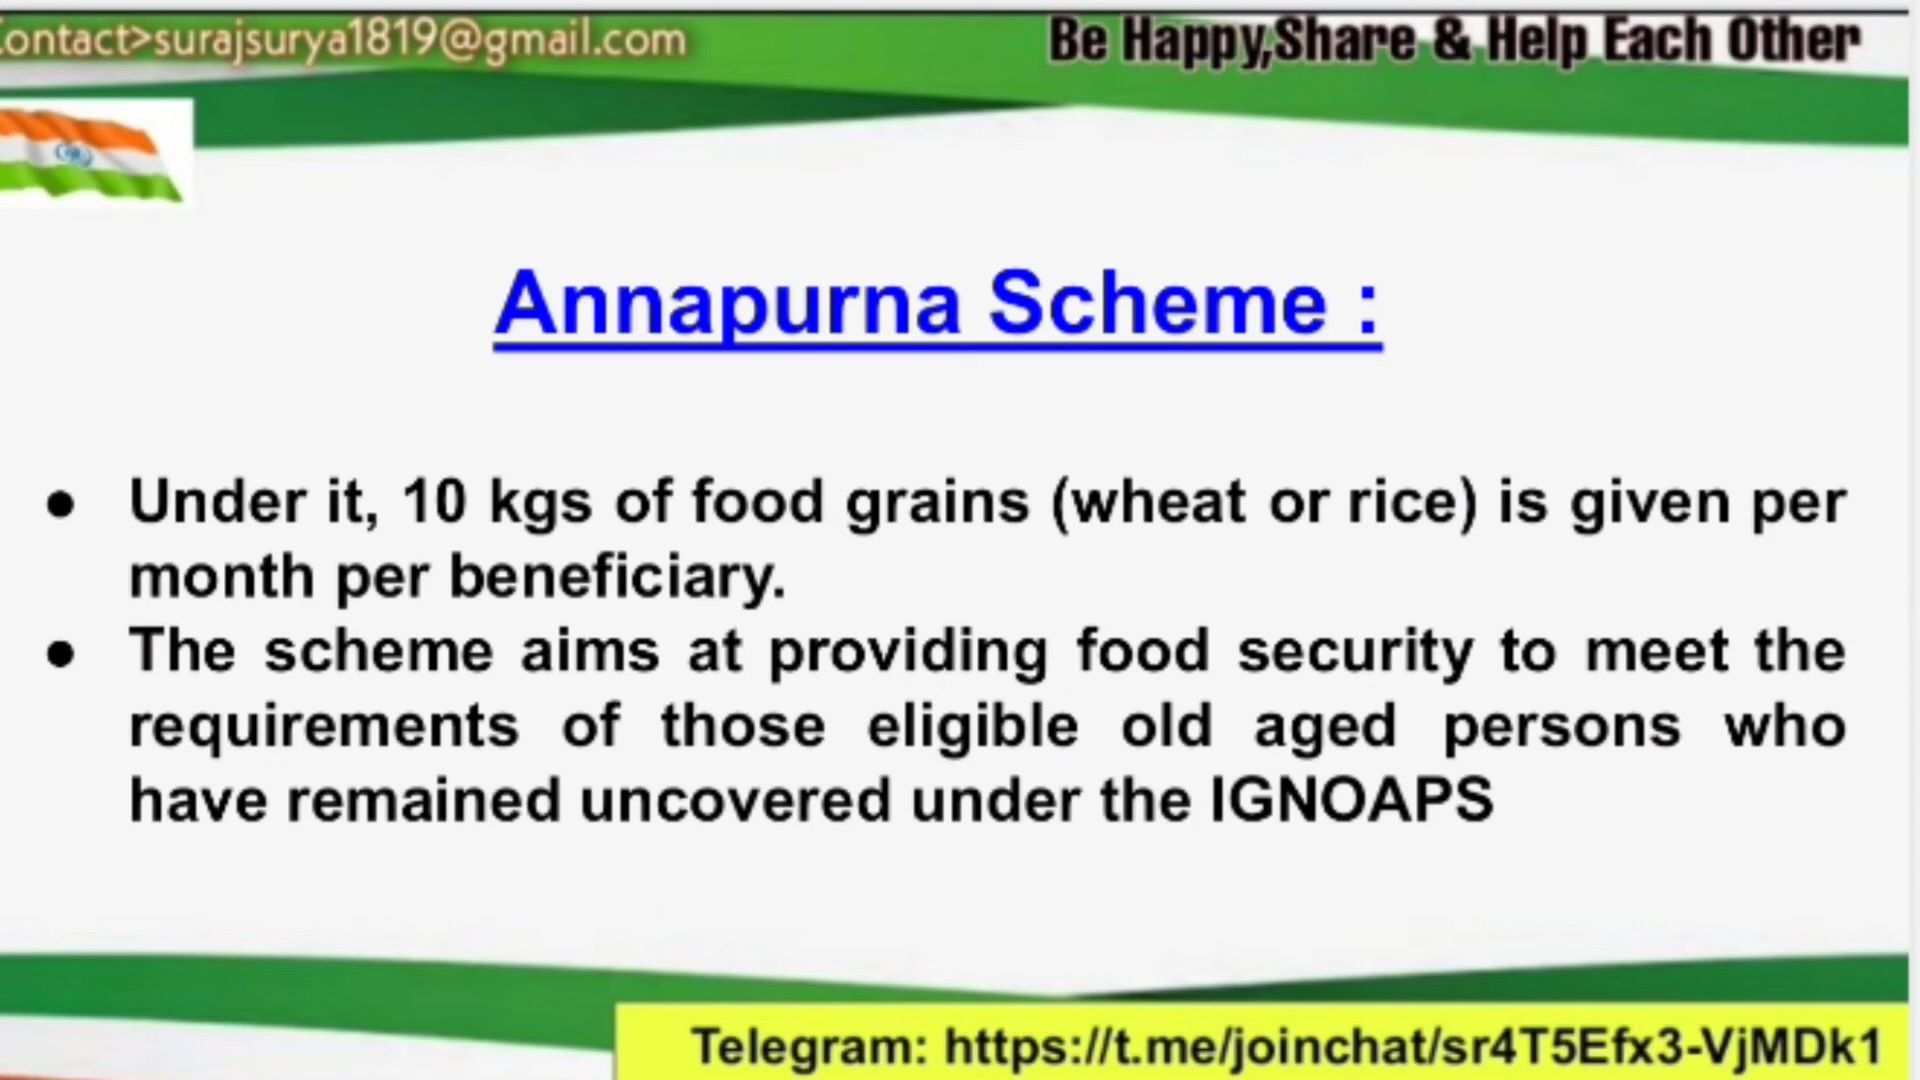 Contact>surajsurya1819@gmail.com
Be Happy,Share & Help Each Other
Annapurna Scheme :
● Under it, 10 kgs of food grains (wheat or rice) is given per
month per beneficiary.
● The scheme aims at providing food security to meet the
requirements of those eligible old aged persons who
have remained uncovered under the IGNOAPS
Telegram: https://t.me/joinchat/sr4T5Efx3-VjMDk1